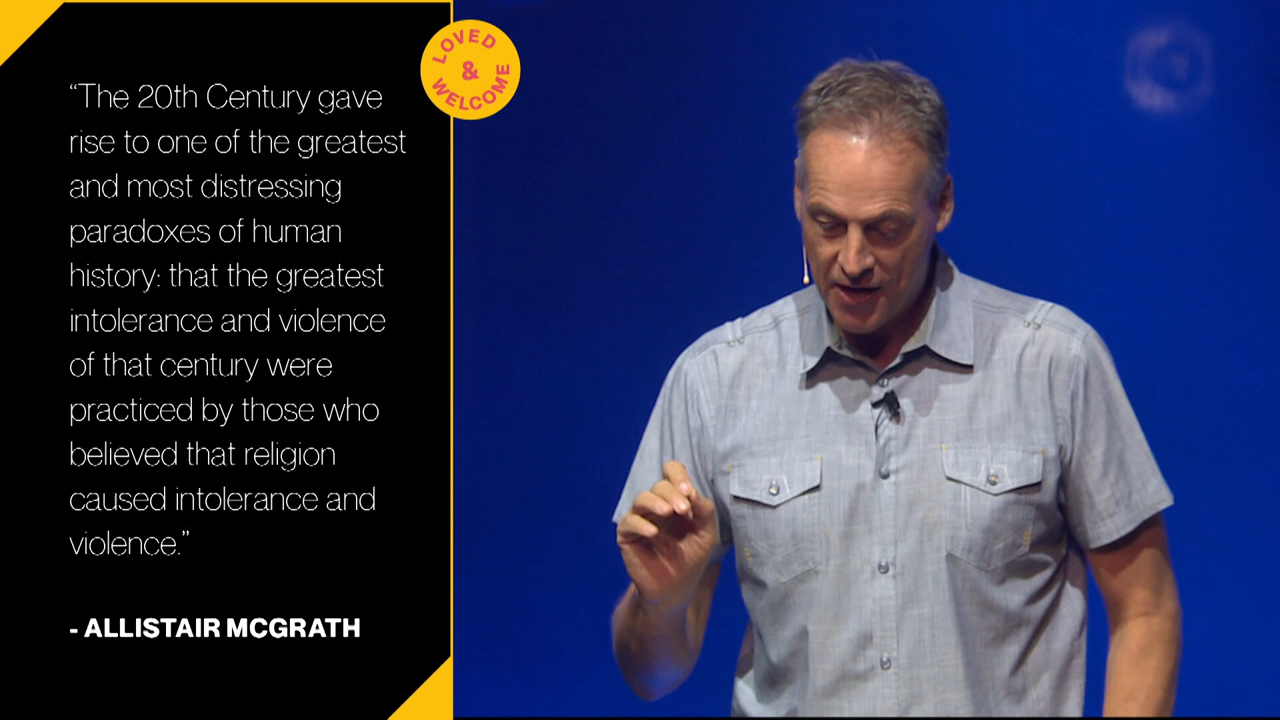 “The 20th Century gave
rise to one of the greatest
and most distressing
paradoxes of human
history: that the greatest
intolerance and violence
of that century were
practiced by those who
believed that religion
caused intolerance and
violence.”
- ALLISTAIR MCGRATH
LOVED
&
WELCOME